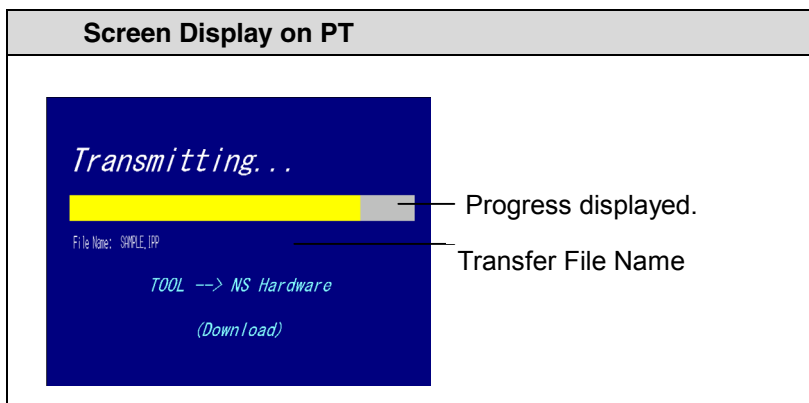 Screen Display on PT
Transmitting...
Progress displayed.
File Name: SAMPLE.IPP
Transfer File Name
TOOL --> NS Hardware
(Download)